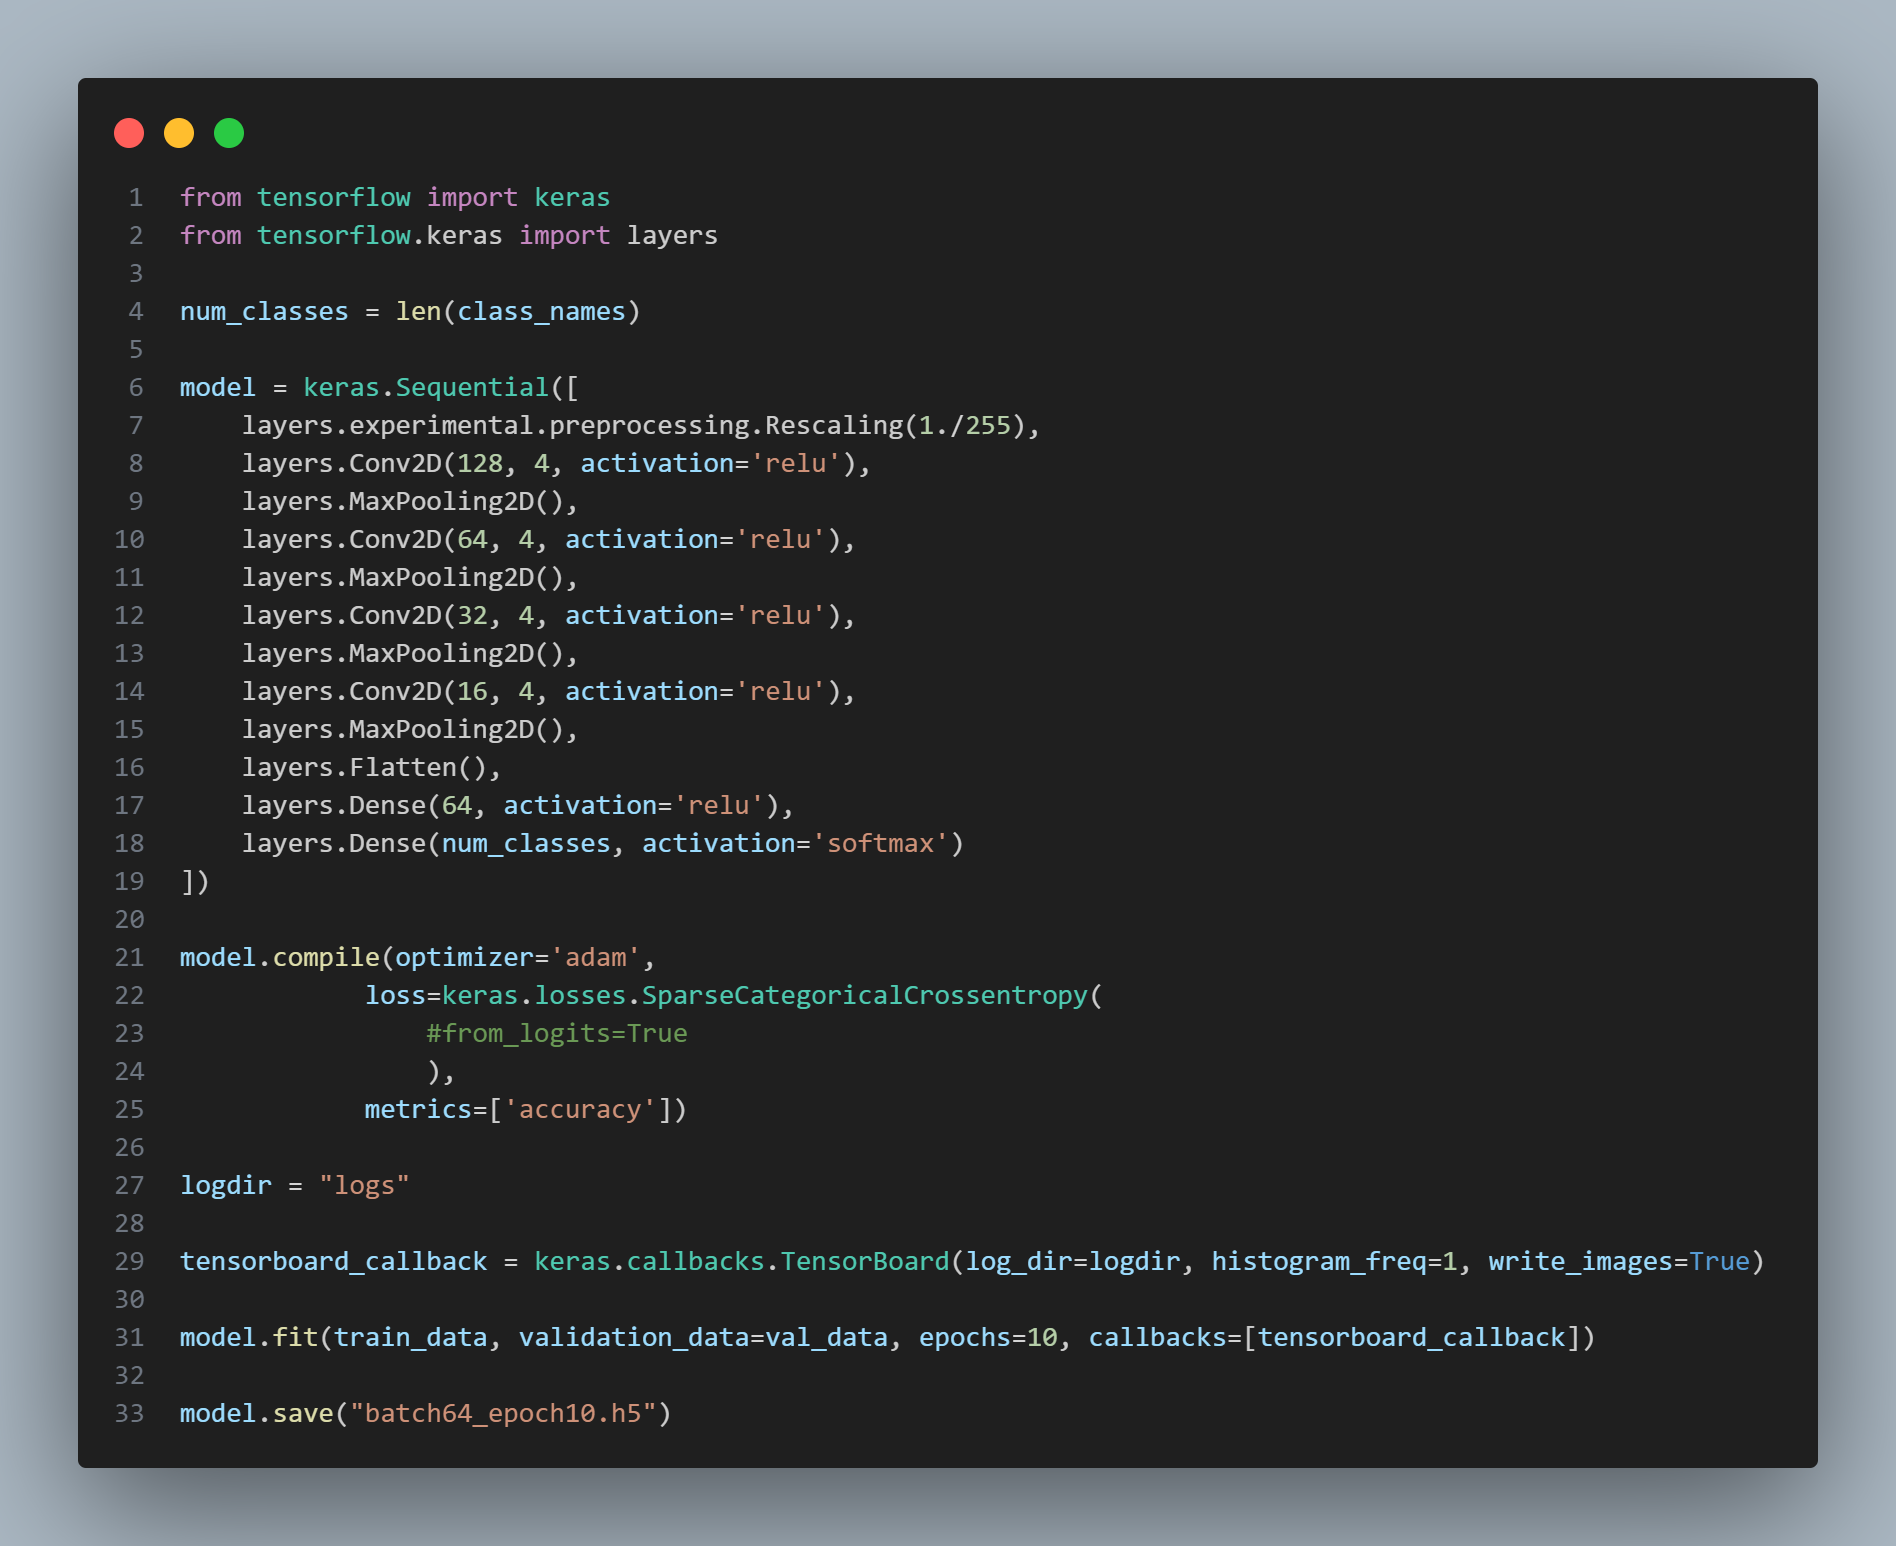 1 from tensorflow import keras
2 from tensorflow.keras import layers
3
4 num_classes = len(class_names)
5
6 model = keras.Sequential([
7     layers.experimental.preprocessing.Rescaling(1./255),
8     layers.Conv2D(128, 4, activation='relu'),
9     layers.MaxPooling2D(),
10     layers.Conv2D(64, 4, activation='relu'),
11     layers.MaxPooling2D(),
12     layers.Conv2D(32, 4, activation='relu'),
13     layers.MaxPooling2D(),
14     layers.Conv2D(16, 4, activation='relu'),
15     layers.MaxPooling2D(),
16     layers.Flatten(),
17     layers.Dense(64, activation='relu'),
18     layers.Dense(num_classes, activation='softmax')
19 ])
20
21 model.compile(optimizer='adam',
22             loss=keras.losses.SparseCategoricalCrossentropy(
23                 #from_logits=True
24                 ),
25             metrics=['accuracy'])
26
27 logdir = "logs"
28
29 tensorboard_callback = keras.callbacks.TensorBoard(log_dir=logdir, histogram_freq=1, write_images=True)
30
31 model.fit(train_data, validation_data=val_data, epochs=10, callbacks=[tensorboard_callback])
32
33 model.save("batch64_epoch10.h5")